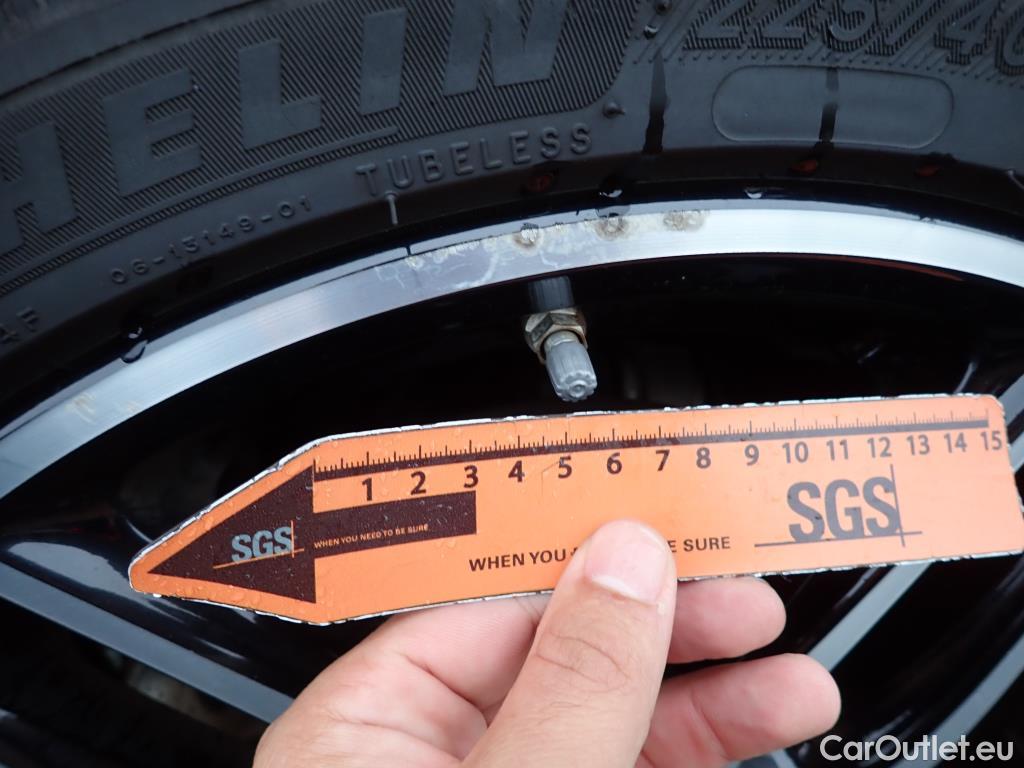 HELIN
225/40
TUBELESS
06-13149-01
AF
1 2 3 4 5 6 7 8 9 10 11 12 13 14 15
SGS
SGS
WHEN YOU NEED TO BE SURE
WHEN YOU E SURE
CarOutlet.eu